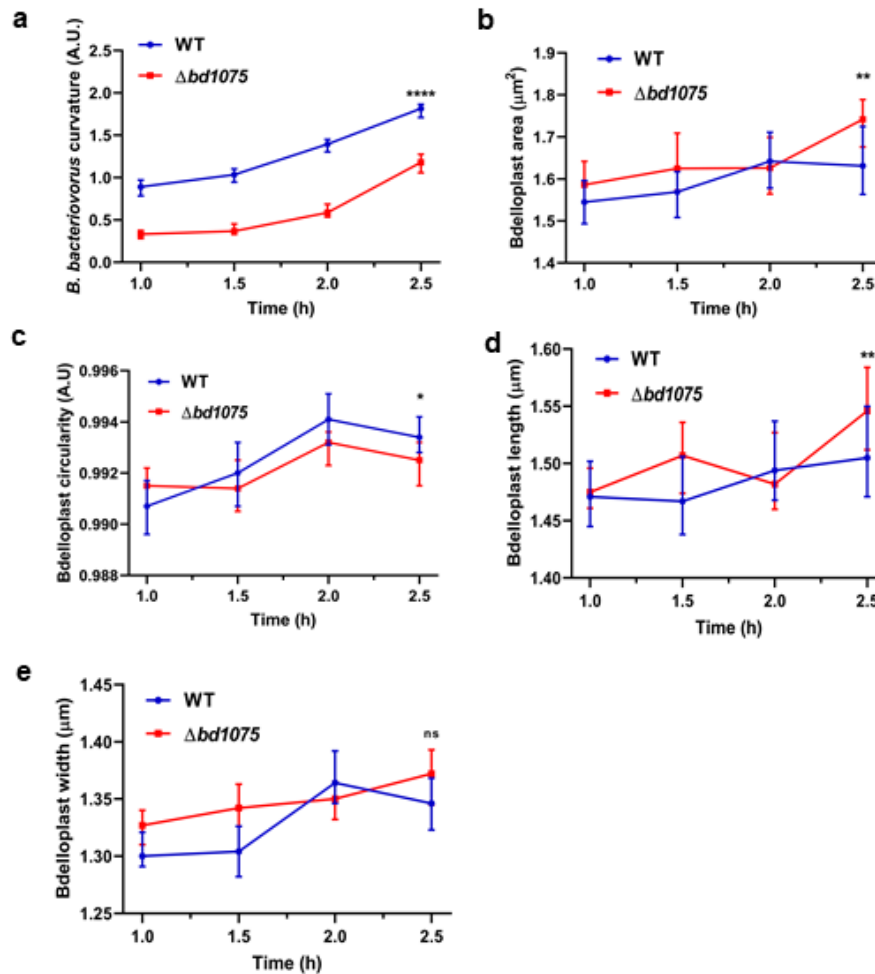 a
WT
Δbd1075
****
2.5
2.0
1.5
1.0
0.5
0.0
B. bacteriovorus curvature (A.U.)
1.0 1.5 2.0 2.5
Time (h)
b
WT
Δbd1075
**
1.9
1.8
1.7
1.6
1.5
1.4
Bdelloplast area (μm²)
1.0 1.5 2.0 2.5
Time (h)
c
WT
Δbd1075
*
0.996
0.994
0.992
0.990
0.988
Bdelloplast circularity (A.U)
1.0 1.5 2.0 2.5
Time (h)
d
WT
Δbd1075
**
1.60
1.55
1.50
1.45
1.40
Bdelloplast length (μm)
1.0 1.5 2.0 2.5
Time (h)
e
WT
Δbd1075
ns
1.45
1.40
1.35
1.30
1.25
Bdelloplast width (μm)
1.0 1.5 2.0 2.5
Time (h)